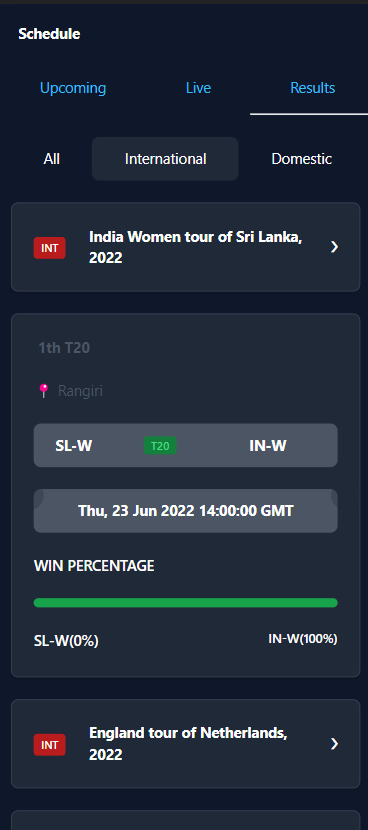 Schedule
Upcoming Live Results
All International Domestic
INT
India Women tour of Sri Lanka,
2022
1th T20
Rangiri
SL-W T20 IN-W
Thu, 23 Jun 2022 14:00:00 GMT
WIN PERCENTAGE
SL-W(0%) IN-W(100%)
INT
England tour of Netherlands,
2022